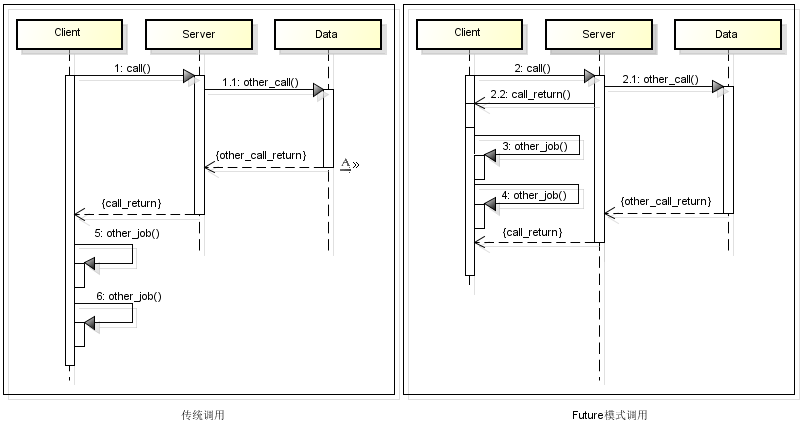 Client
Server
Data
1: call()
1.1: other_call()
{other_call_return}
A »
{call_return}
5: other_job()
6: other_job()
传统调用
Client
Server
Data
2: call()
2.1: other_call()
2.2: call_return()
3: other_job()
4: other_job()
{other_call_return}
{call_return}
Future模式调用